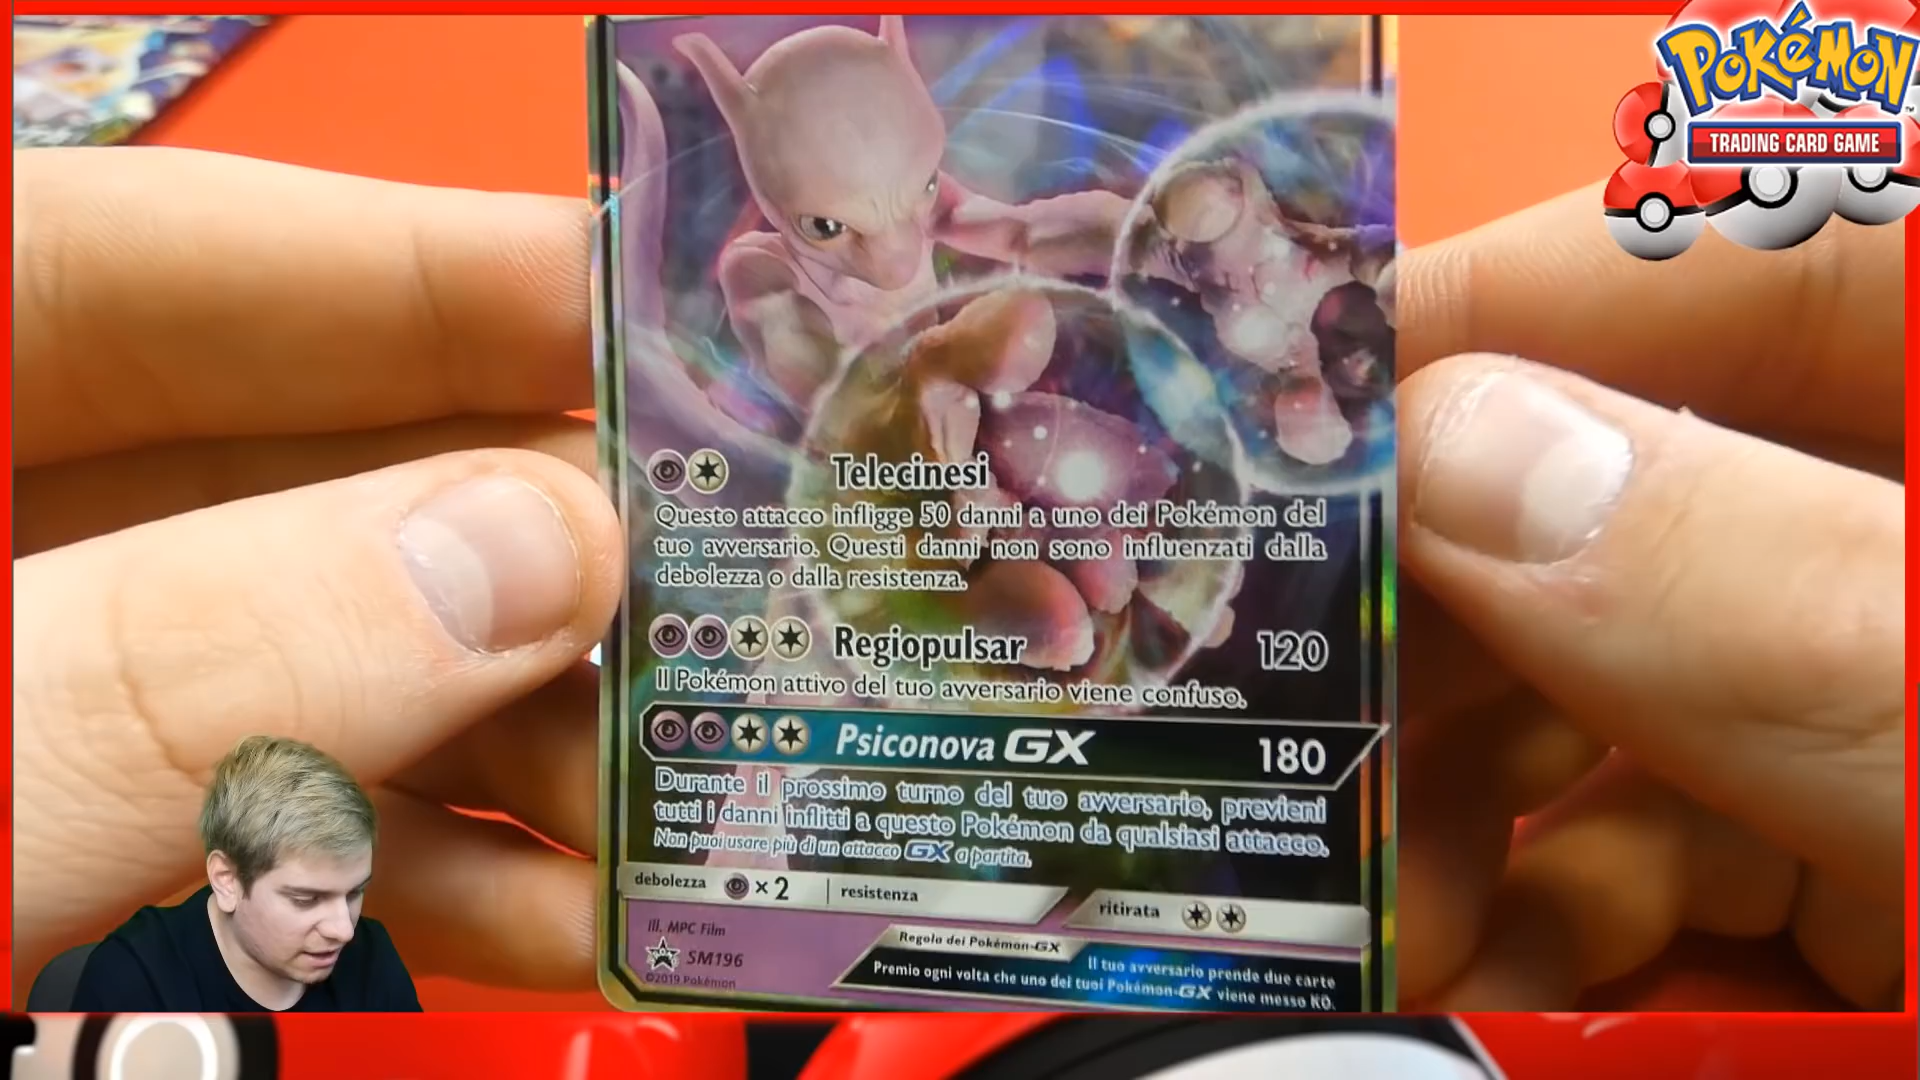 POKéMON
TRADING CARD GAME
Telecinesi
Questo attacco infligge 50 danni a uno dei Pokémon del
tuo avversario. Questi danni non sono influenzati dalla
debolezza o dalla resistenza.
Regiopulsar 120
Il Pokémon attivo del tuo avversario viene confuso.
Psiconova GX 180
Durante il prossimo turno del tuo avversario, previeni
tutti i danni inflitti a questo Pokémon da qualsiasi attacco.
Non puoi usare più di un attacco GX a partita.
debolezza ×2 resistenza ritirata
Ill. MPC Film
SM196
©2019 Pokémon
Regola dei Pokémon-GX
Il tuo avversario prende due carte
Premio ogni volta che uno dei tuoi Pokémon-GX viene messo KO.